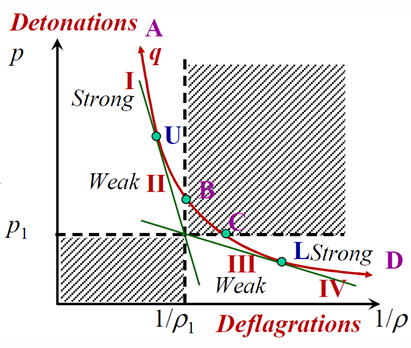 Detonations A
p I q
Strong
U
Weak II B
p₁ C
L Strong D
III
Weak IV
1/ρ₁ Deflagrations 1/ρ